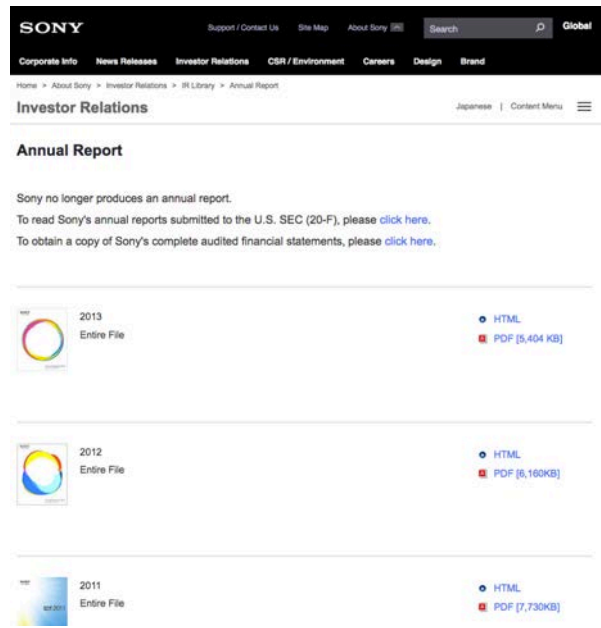 SONY
Support / Contact Us Site Map About Sony Search Global
Corporate Info News Releases Investor Relations CSR / Environment Careers Design Brand
Home > About Sony > Investor Relations > IR Library > Annual Report
Investor Relations Japanese | Content Menu
Annual Report
Sony no longer produces an annual report.
To read Sony's annual reports submitted to the U.S. SEC (20-F), please click here.
To obtain a copy of Sony's complete audited financial statements, please click here.
2013 HTML
Entire File PDF [5,404 KB]
2012 HTML
Entire File PDF [6,160KB]
2011 HTML
Entire File PDF [7,730KB]